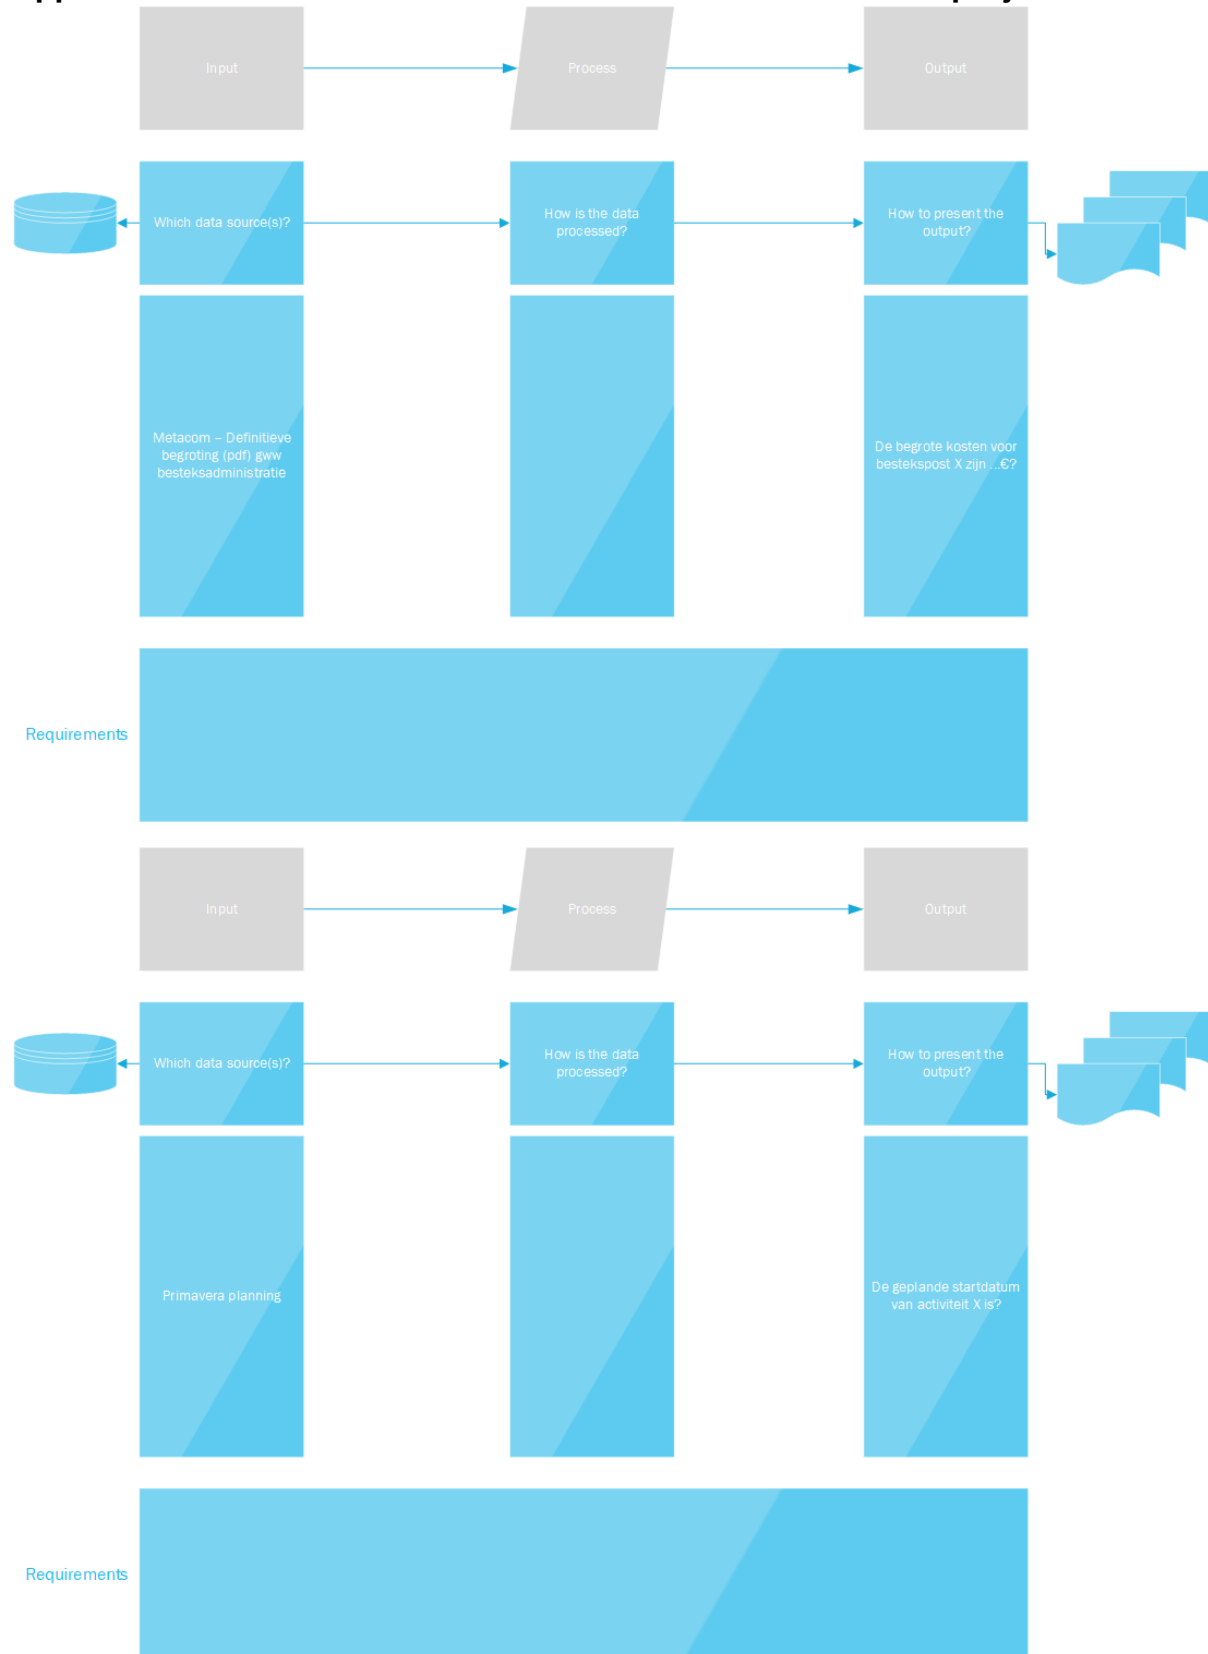 Input
Process
Output
Which data source(s)?
How is the data
processed?
How to present the
output?
Metacom – Definitieve
begroting (pdf) gww
besteksadministratie
De begrote kosten voor
bestekspost X zijn ...€?
Requirements
Input
Process
Output
Which data source(s)?
How is the data
processed?
How to present the
output?
Primavera planning
De geplande startdatum
van activiteit X is?
Requirements